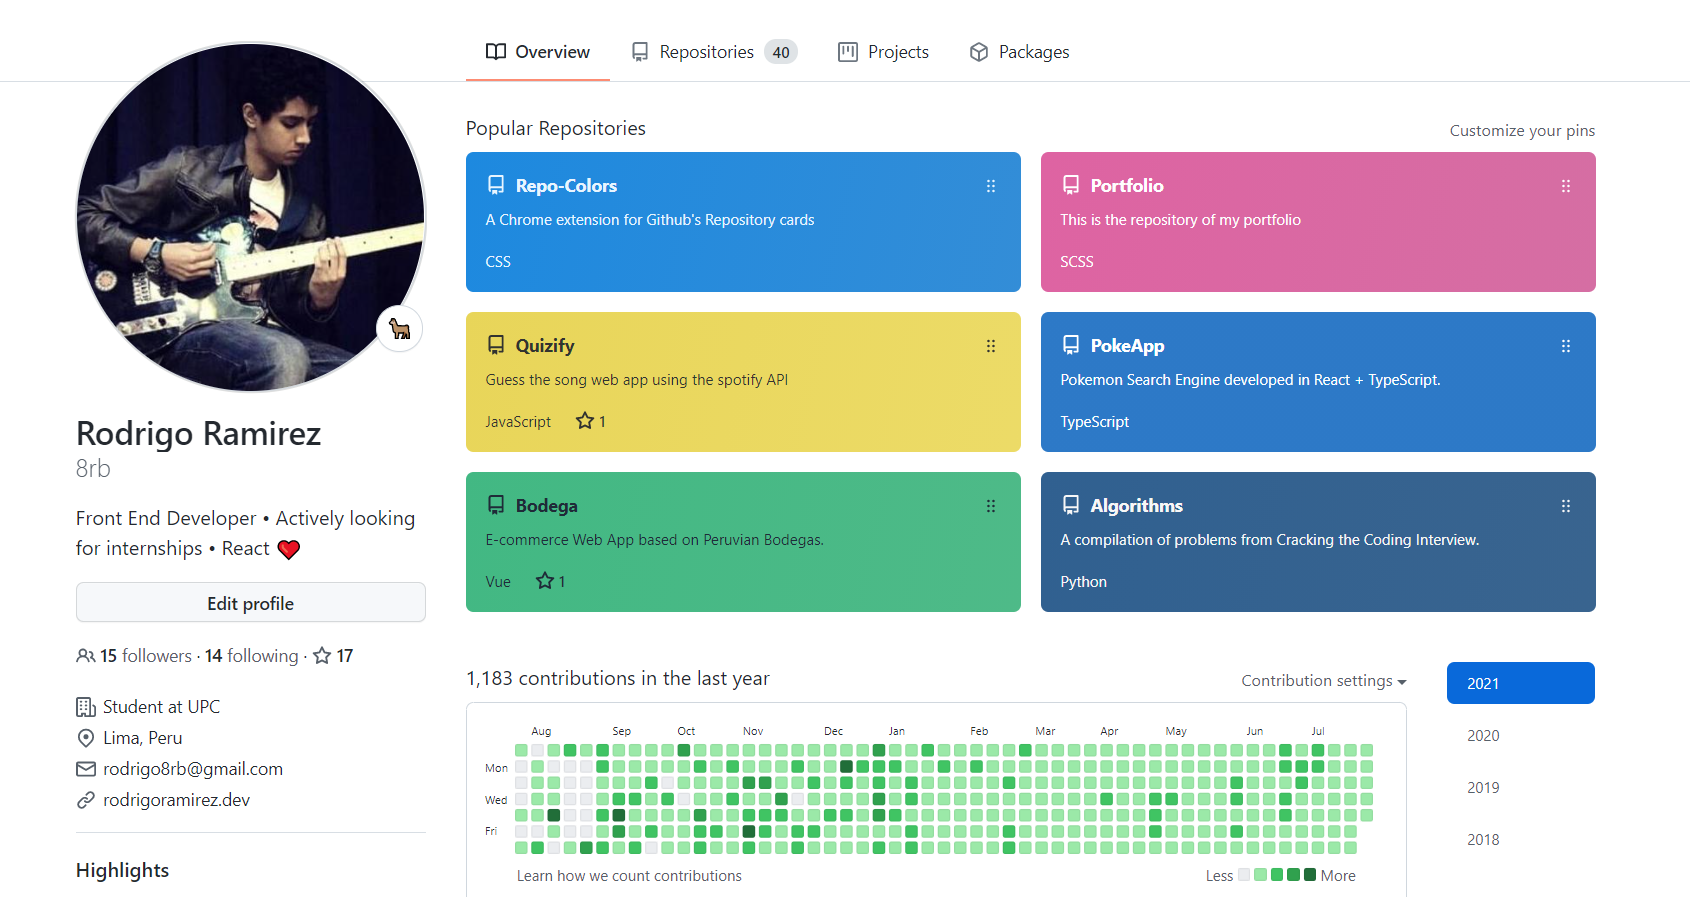 Overview
Repositories 40
Projects
Packages
Rodrigo Ramirez
8rb
Front End Developer • Actively looking
for internships • React
Edit profile
15 followers · 14 following · 17
Student at UPC
Lima, Peru
rodrigo8rb@gmail.com
rodrigoramirez.dev
Highlights
Popular Repositories
Customize your pins
Repo-Colors
A Chrome extension for Github's Repository cards
CSS
Portfolio
This is the repository of my portfolio
SCSS
Quizify
Guess the song web app using the spotify API
JavaScript 1
PokeApp
Pokemon Search Engine developed in React + TypeScript.
TypeScript
Bodega
E-commerce Web App based on Peruvian Bodegas.
Vue 1
Algorithms
A compilation of problems from Cracking the Coding Interview.
Python
1,183 contributions in the last year
Contribution settings
Aug Sep Oct Nov Dec Jan Feb Mar Apr May Jun Jul
Mon
Wed
Fri
Learn how we count contributions
Less More
2021
2020
2019
2018